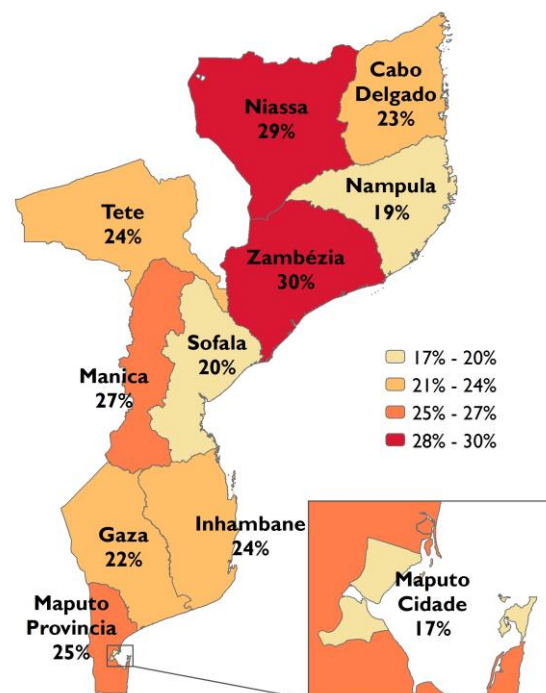 Cabo
Delgado
23%
Niassa
29%
Nampula
19%
Tete
24%
Zambézia
30%
Sofala
20%
Manica
27%
17% - 20%
21% - 24%
25% - 27%
28% - 30%
Inhambane
24%
Gaza
22%
Maputo
Provincia
25%
Maputo
Cidade
17%